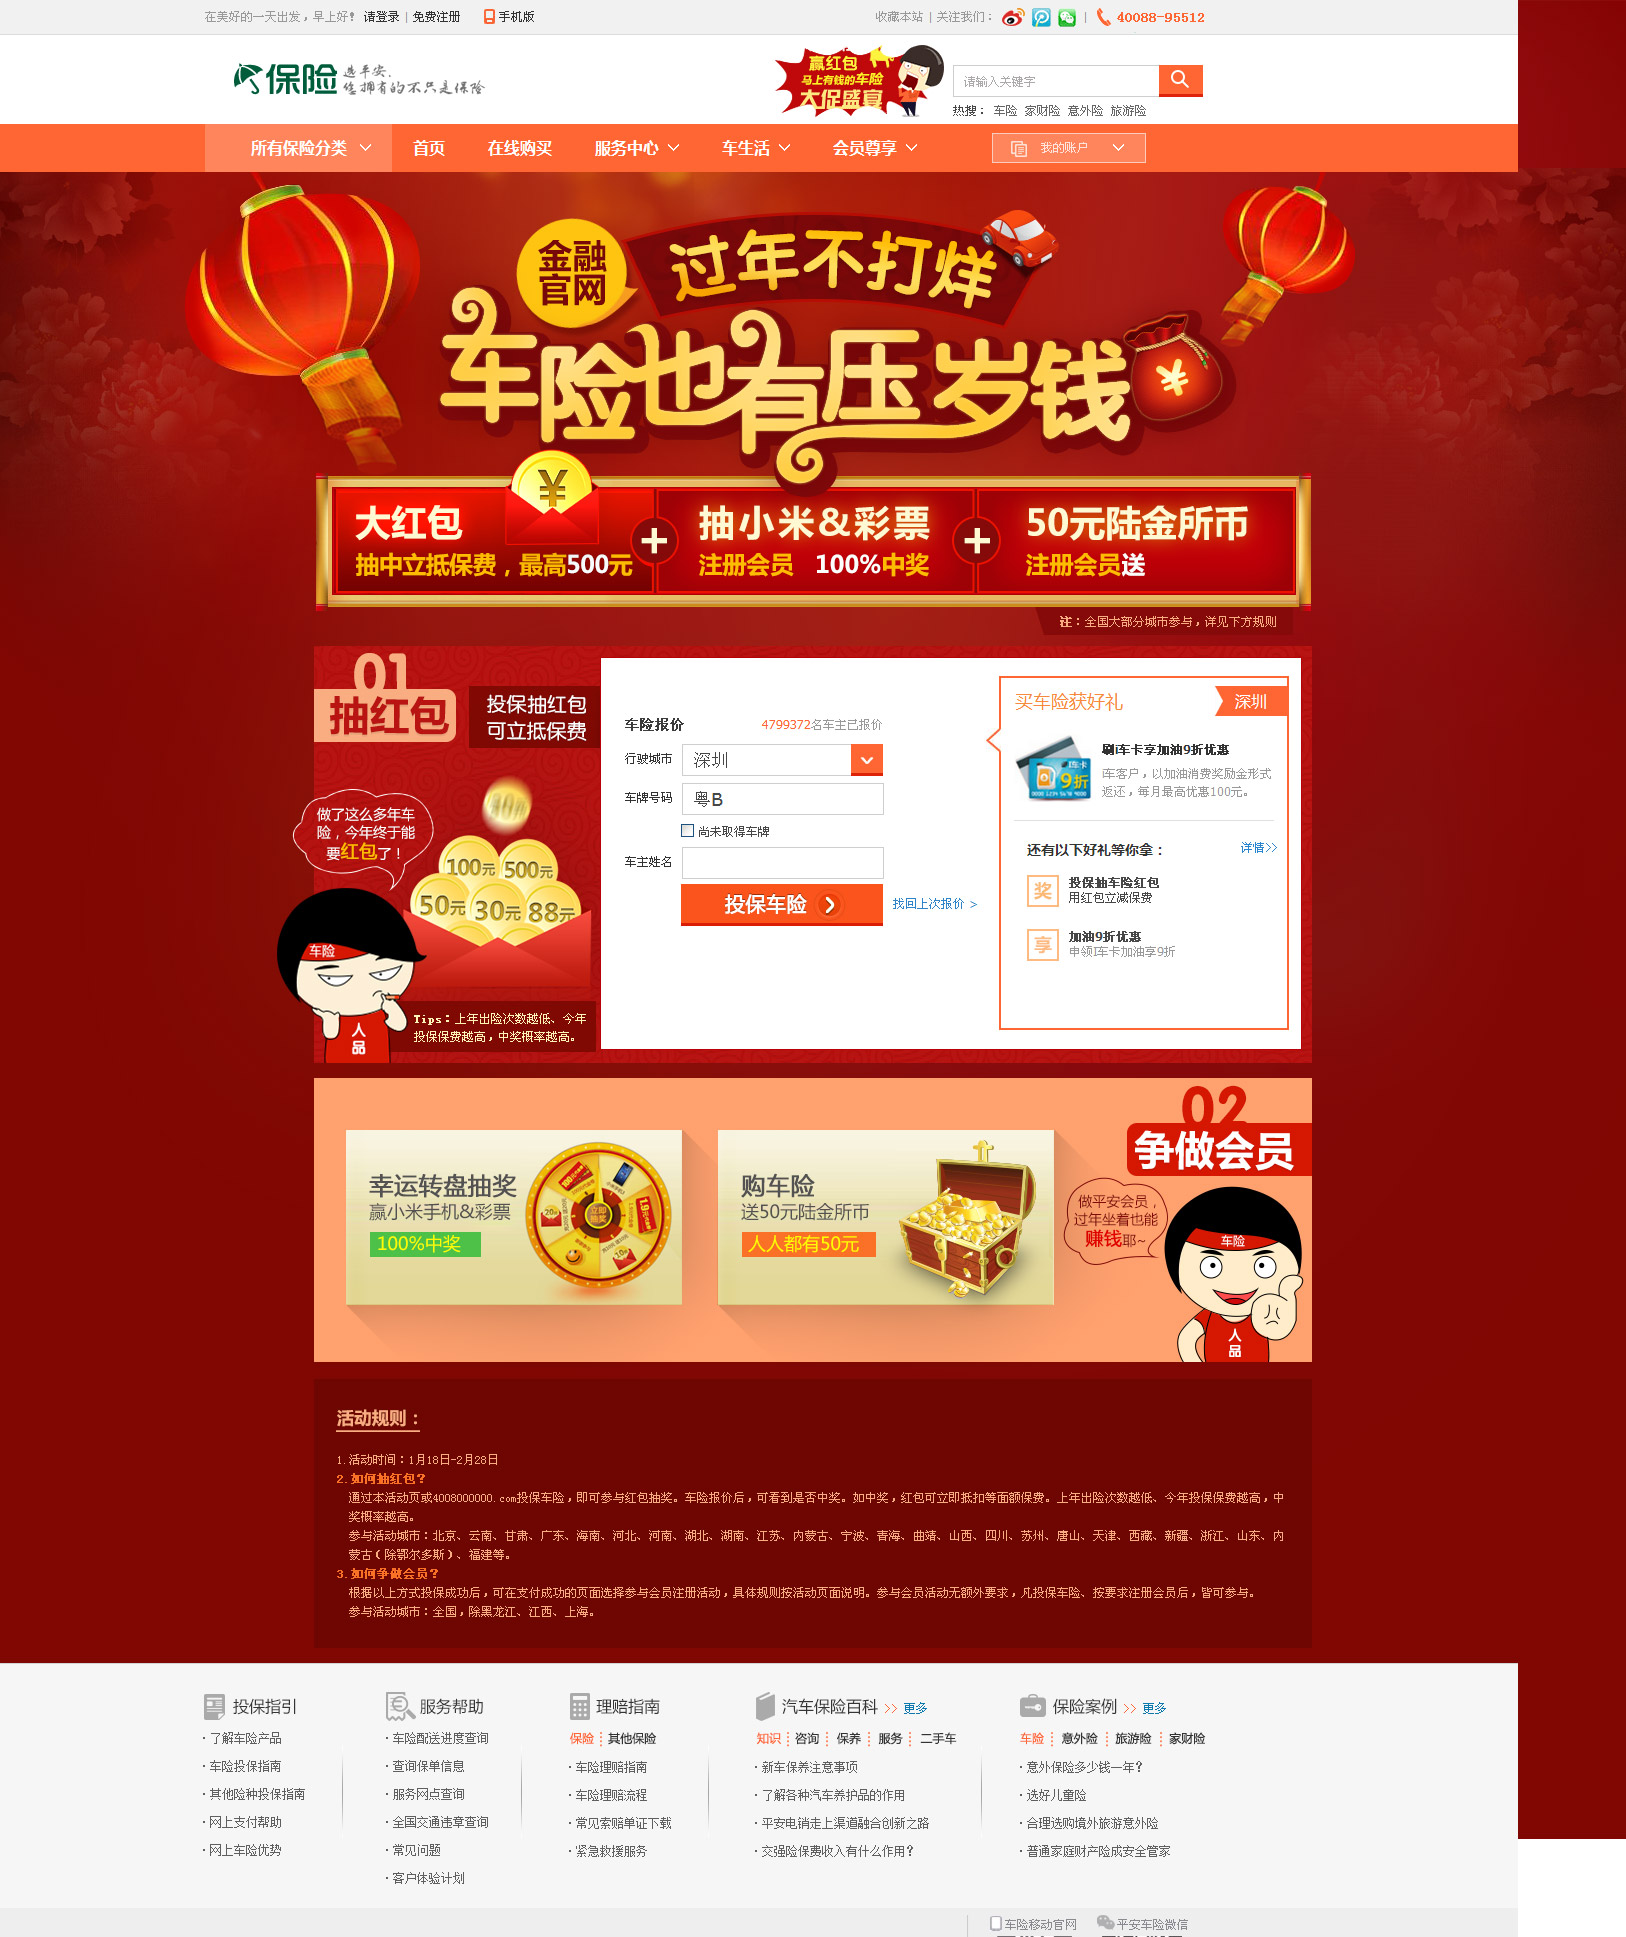 在美好的一天出发，早上好！ 请登录 | 免费注册 手机版
收藏本站 | 关注我们： | 40088-95512
保险 选平安，
您拥有的不只是保险
赢红包
马上有钱的车险
大促盛宴
请输入关键字
热搜： 车险 家财险 意外险 旅游险
所有保险分类 首页 在线购买 服务中心 车生活 会员尊享 我的账户
金融
官网
过年不打烊
车险也有压岁钱
¥
¥
大红包
抽中立抵保费，最高500元
+
抽小米&彩票
注册会员 100%中奖
+
50元陆金所币
注册会员送
注：全国大部分城市参与，详见下方规则
01
抽红包
投保抽红包
可立抵保费
做了这么多年车
险，今年终于能
要红包了！
100元 500元
50元 30元 88元
车险
人
品
Tips：上年出险次数越低、今年
投保保费越高，中奖概率越高。
车险报价 4799372名车主已报价
行驶城市 深圳
车牌号码 粤B
尚未取得车牌
车主姓名
投保车险
找回上次报价 >
买车险获好礼 深圳
i车卡
9折
刷i车卡享加油9折优惠
i车客户，以加油消费奖励金形式
返还，每月最高优惠100元。
还有以下好礼等你拿： 详情>>
奖 投保抽车险红包
用红包立减保费
享 加油9折优惠
申领I车卡加油享9折
幸运转盘抽奖
赢小米手机&彩票
100%中奖
立即
抽奖
购车险
送50元陆金所币
人人都有50元
02
争做会员
做平安会员，
过年坐着也能
赚钱耶~
车险
人
品
活动规则：
1.活动时间：1月18日-2月28日
2.如何抽红包？
通过本活动页或4008000000.com投保车险，即可参与红包抽奖。车险报价后，可看到是否中奖。如中奖，红包可立即抵扣等面额保费。上年出险次数越低、今年投保保费越高，中
奖概率越高。
参与活动城市：北京、云南、甘肃、广东、海南、河北、河南、湖北、湖南、江苏、内蒙古、宁波、青海、曲靖、山西、四川、苏州、唐山、天津、西藏、新疆、浙江、山东、内
蒙古（除鄂尔多斯）、福建等。
3.如何争做会员？
根据以上方式投保成功后，可在支付成功的页面选择参与会员注册活动，具体规则按活动页面说明。参与会员活动无额外要求，凡投保车险、按要求注册会员后，皆可参与。
参与活动城市：全国，除黑龙江、江西、上海。
投保指引
· 了解车险产品
· 车险投保指南
· 其他险种投保指南
· 网上支付帮助
· 网上车险优势
服务帮助
· 车险配送进度查询
· 查询保单信息
· 服务网点查询
· 全国交通违章查询
· 常见问题
· 客户体验计划
理赔指南
保险 其他保险
· 车险理赔指南
· 车险理赔流程
· 常见索赔单证下载
· 紧急救援服务
汽车保险百科 >> 更多
知识 咨询 保养 服务 二手车
· 新车保养注意事项
· 了解各种汽车养护品的作用
· 平安电销走上渠道融合创新之路
· 交强险保费收入有什么作用？
保险案例 >> 更多
车险 意外险 旅游险 家财险
· 意外保险多少钱一年？
· 选好儿童险
· 合理选购境外旅游意外险
· 普通家庭财产险成安全管家
车险移动官网 平安车险微信